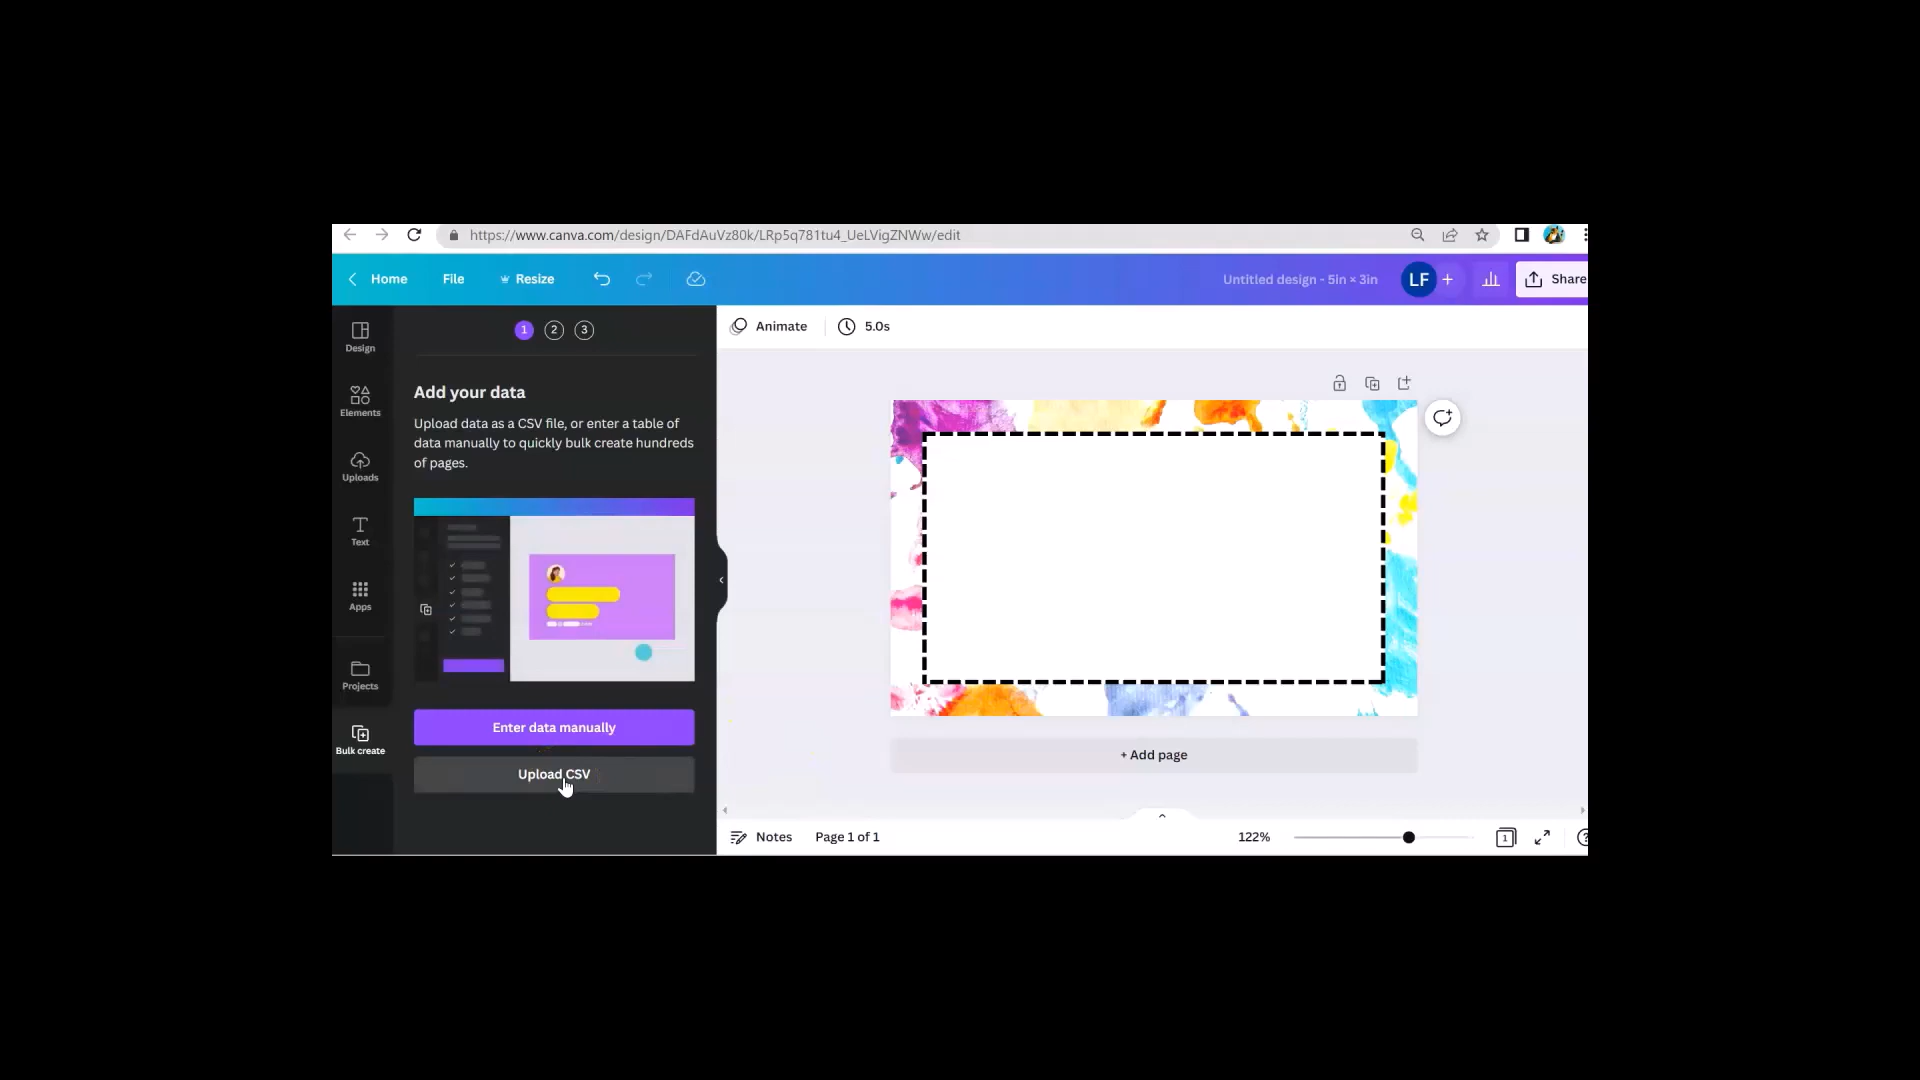 https://www.canva.com/design/DAFdAuVz80k/LRp5q781tu4_UeLVigZNWw/edit
Home File Resize Untitled design - 5in × 3in LF + Share
1 2 3
Animate 5.0s
Design
Elements
Uploads
Text
Apps
Projects
Bulk create
Add your data
Upload data as a CSV file, or enter a table of
data manually to quickly bulk create hundreds
of pages.
Enter data manually
Upload CSV
+ Add page
Notes Page 1 of 1 122% 1 ?